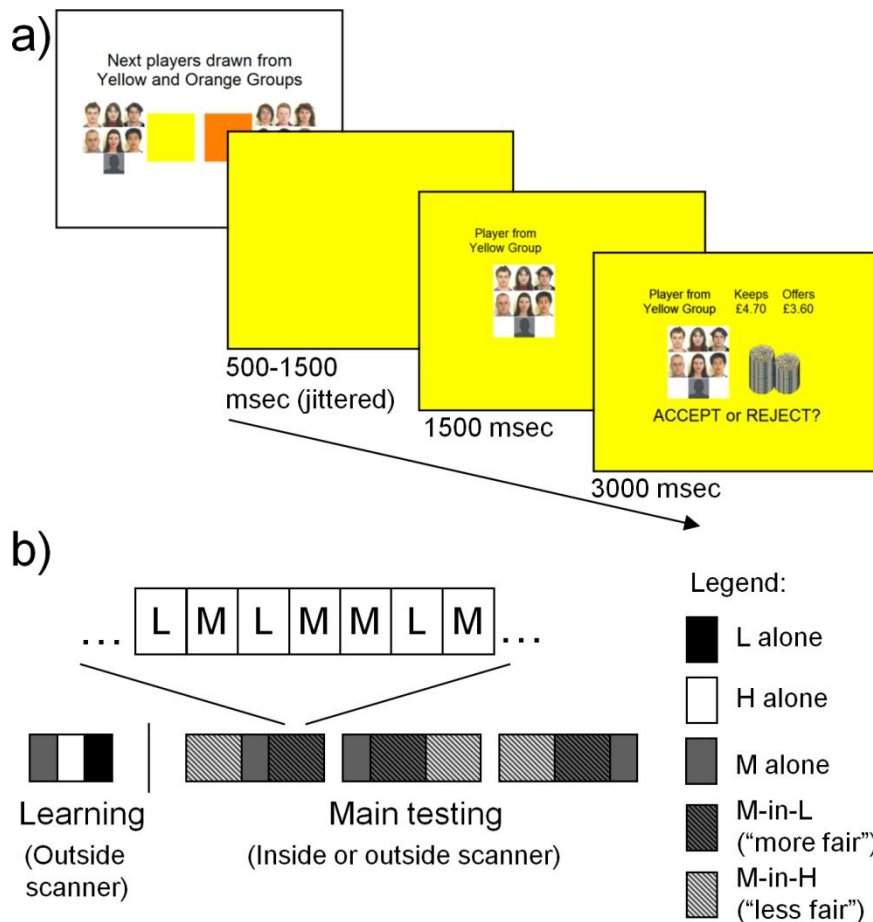 a)
Next players drawn from
Yellow and Orange Groups
500-1500
msec (jittered)
Player from
Yellow Group
1500 msec
Player from Keeps Offers
Yellow Group £4.70 £3.60
ACCEPT or REJECT?
3000 msec
b)
... L M L M M L M ...
Learning
(Outside
scanner)
Main testing
(Inside or outside scanner)
Legend:
L alone
H alone
M alone
M-in-L
(“more fair”)
M-in-H
(“less fair”)